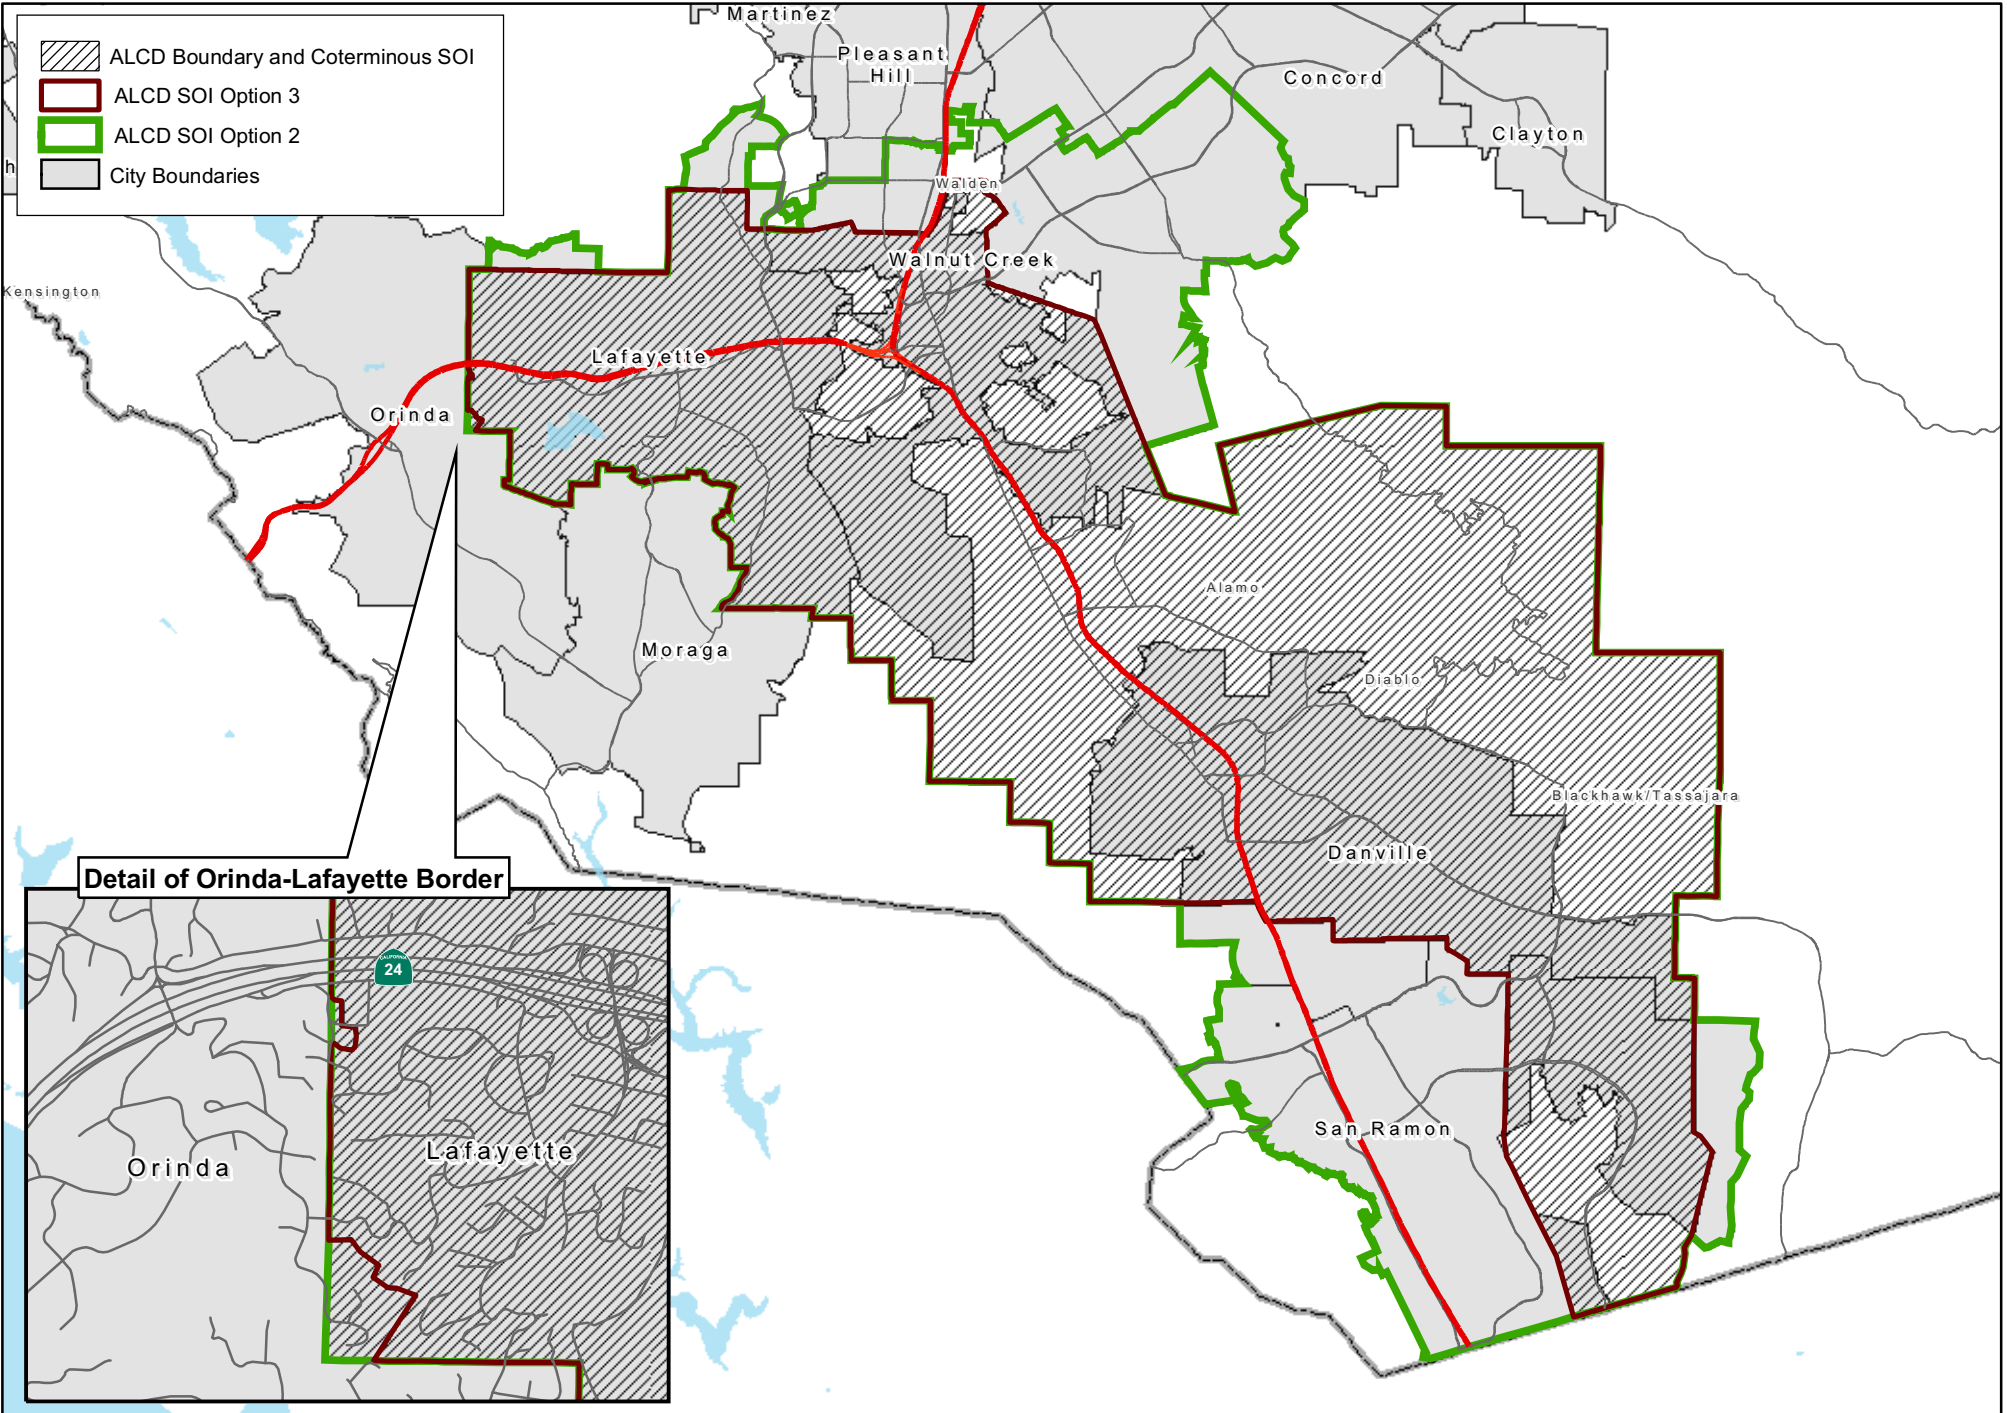 Martinez
Pleasant
Hill
Concord
Clayton
ALCD Boundary and Coterminous SOI
ALCD SOI Option 3
ALCD SOI Option 2
City Boundaries
h
Walden
Walnut Creek
Kensington
Lafayette
Orinda
Alamo
Moraga
Diablo
Blackhawk/Tassajara
Danville
Detail of Orinda-Lafayette Border
CALIFORNIA
24
San Ramon
Lafayette
Orinda